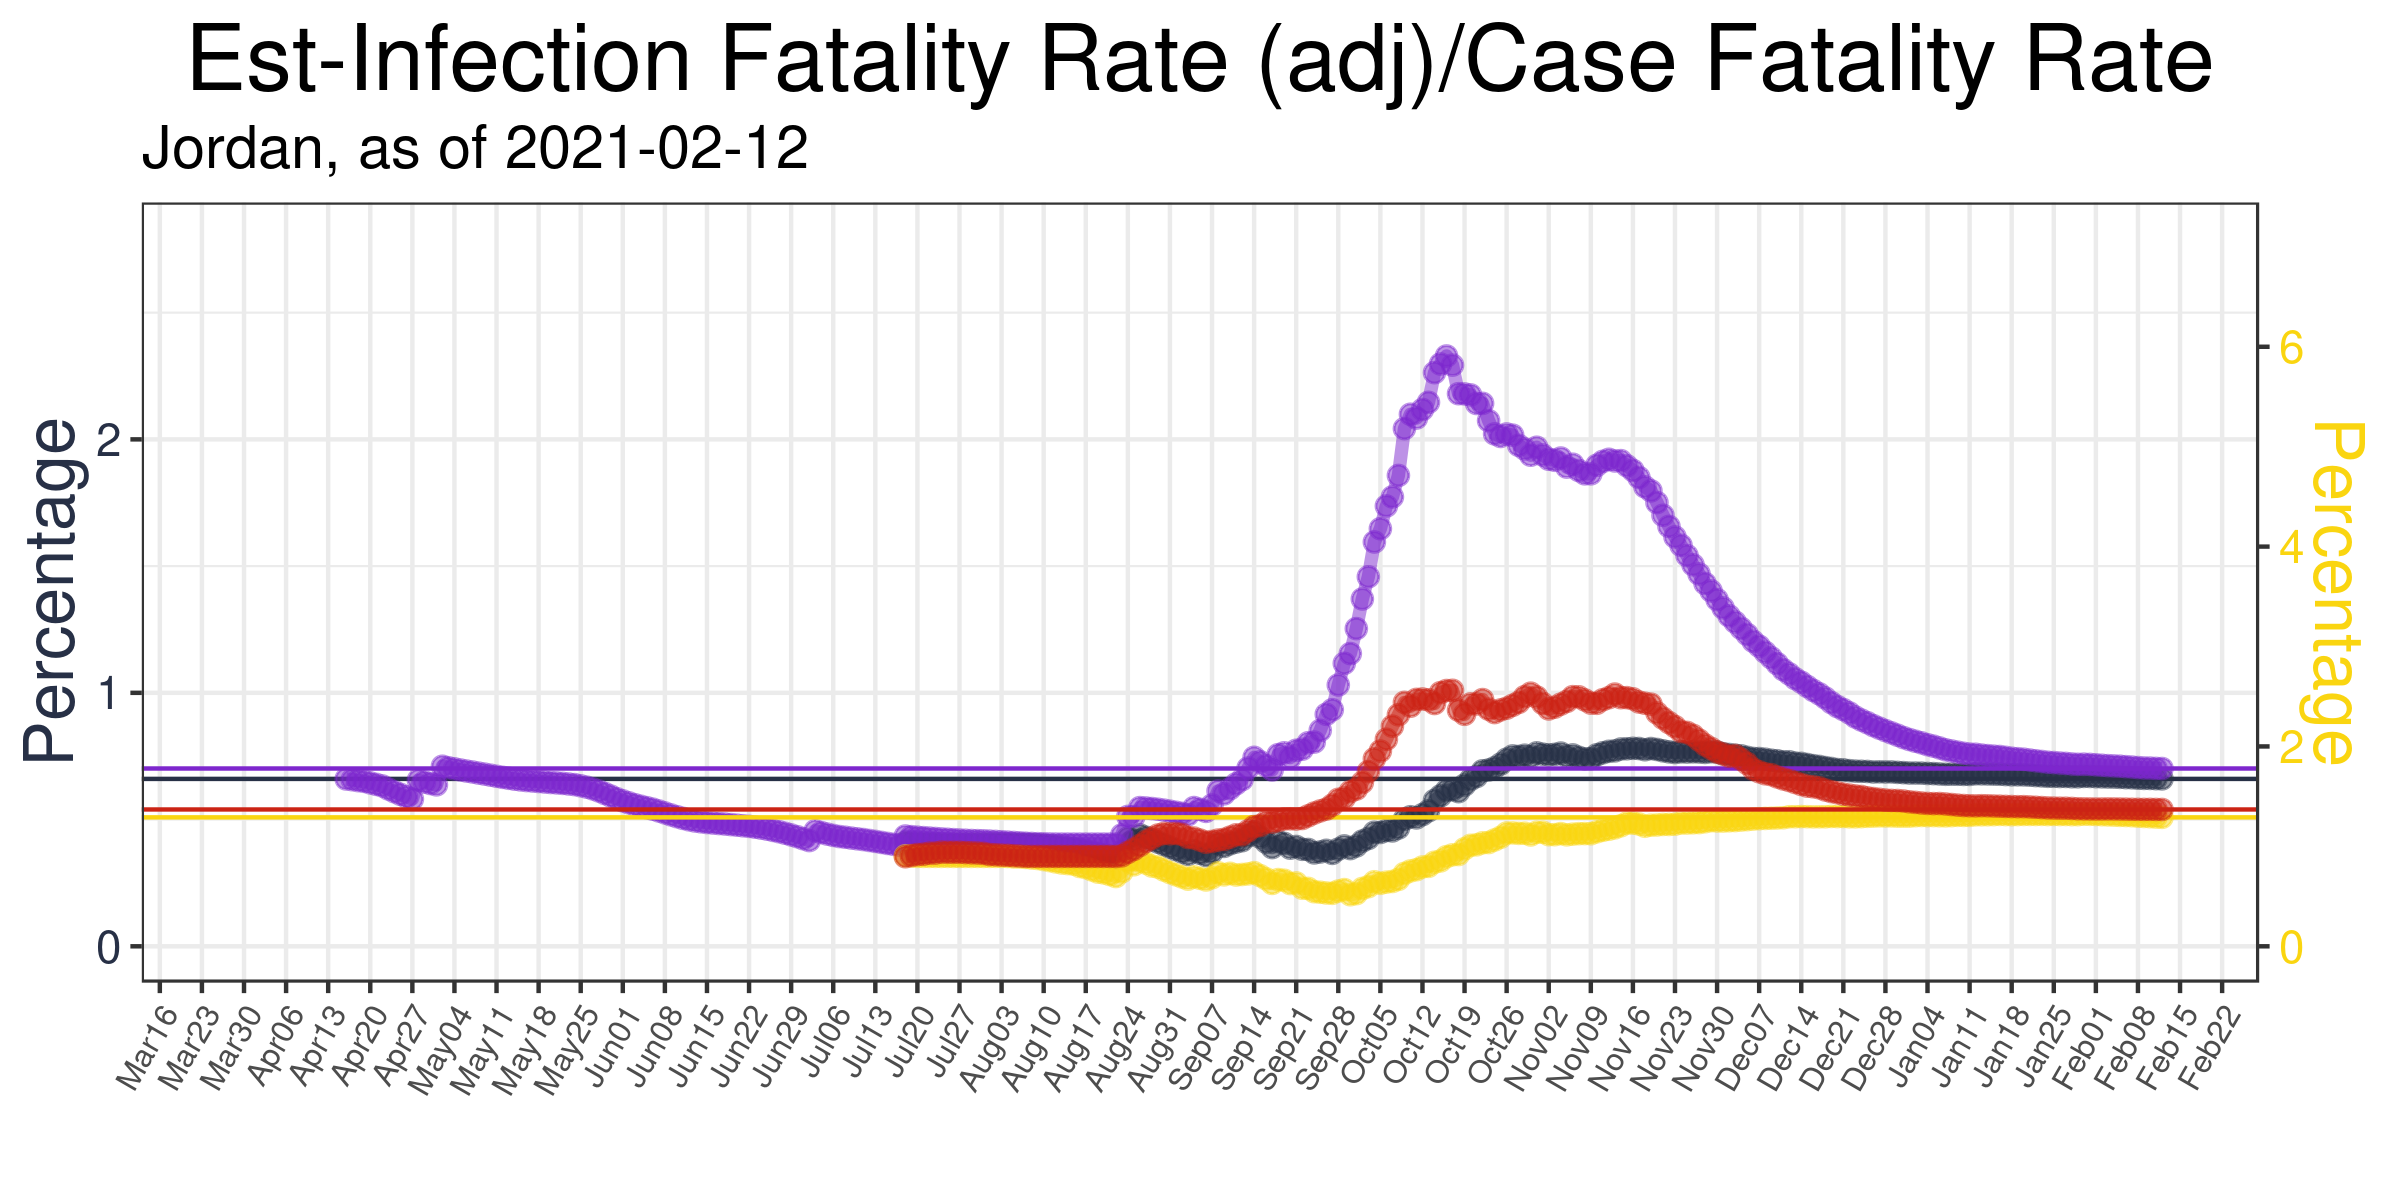 Est-Infection Fatality Rate (adj)/Case Fatality Rate
Jordan, as of 2021-02-12
Percentage
2
1
0
6
4
2
0
Percentage
Mar16
Mar23
Mar30
Apr06
Apr13
Apr20
Apr27
May04
May11
May18
May25
Jun01
Jun08
Jun15
Jun22
Jun29
Jul06
Jul13
Jul20
Jul27
Aug03
Aug10
Aug17
Aug24
Aug31
Sep07
Sep14
Sep21
Sep28
Oct05
Oct12
Oct19
Oct26
Nov02
Nov09
Nov16
Nov23
Nov30
Dec07
Dec14
Dec21
Dec28
Jan04
Jan11
Jan18
Jan25
Feb01
Feb08
Feb15
Feb22